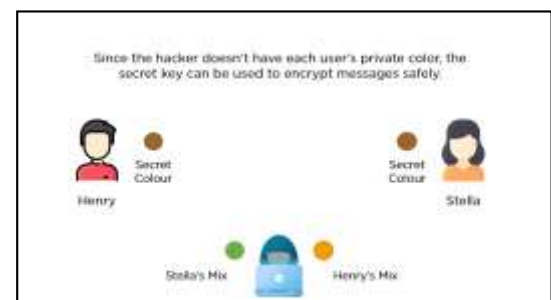 Since the hacker doesn't have each user's private color, the
secret key can be used to encrypt messages safely.
Secret
Colour
Henry
Secret
Colour
Stella
Stella's Mix
Henry's Mix